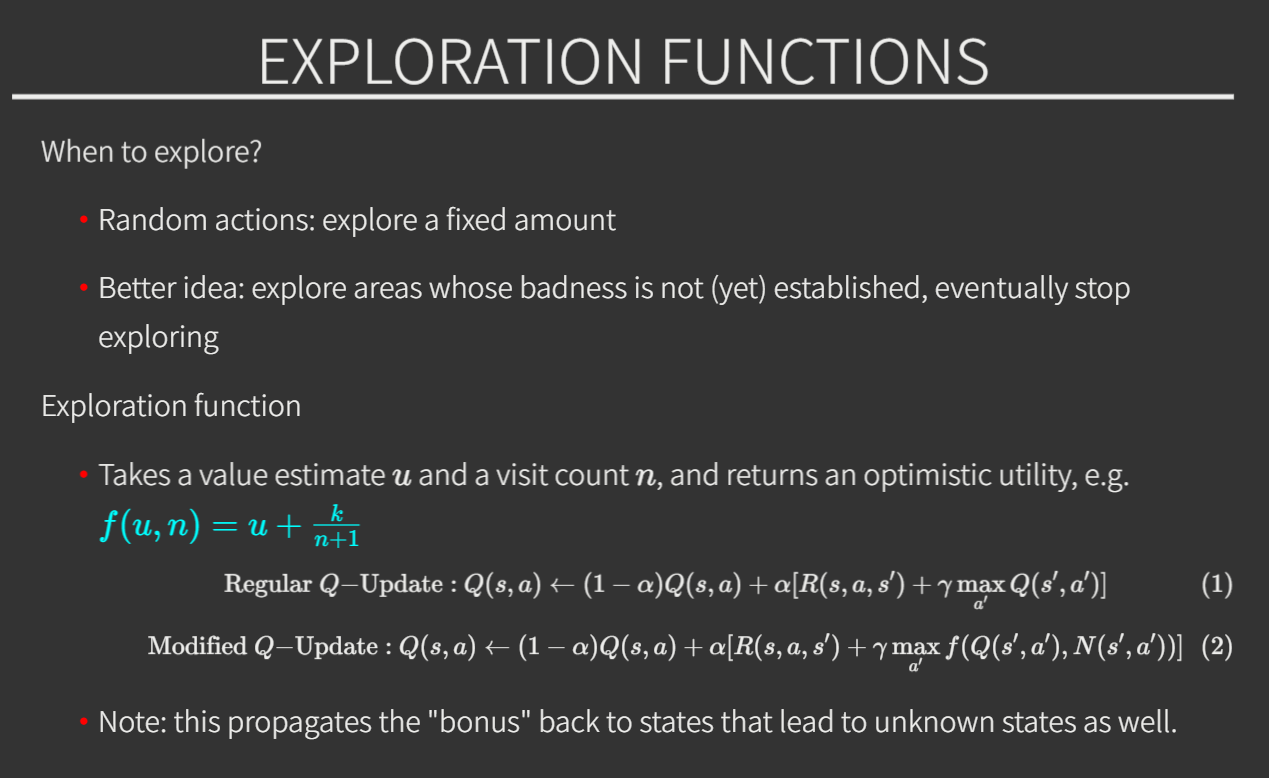 EXPLORATION FUNCTIONS
When to explore?
• Random actions: explore a fixed amount
• Better idea: explore areas whose badness is not (yet) established, eventually stop
exploring
Exploration function
• Takes a value estimate u and a visit count n, and returns an optimistic utility, e.g.
f(u, n) = u + \frac{k}{n+1}
Regular Q−Update : Q(s, a) ← (1 − α)Q(s, a) + α[R(s, a, s′) + γ \max_{a′} Q(s′, a′)] (1)
Modified Q−Update : Q(s, a) ← (1 − α)Q(s, a) + α[R(s, a, s′) + γ \max_{a′} f(Q(s′, a′), N(s′, a′))] (2)
• Note: this propagates the "bonus" back to states that lead to unknown states as well.